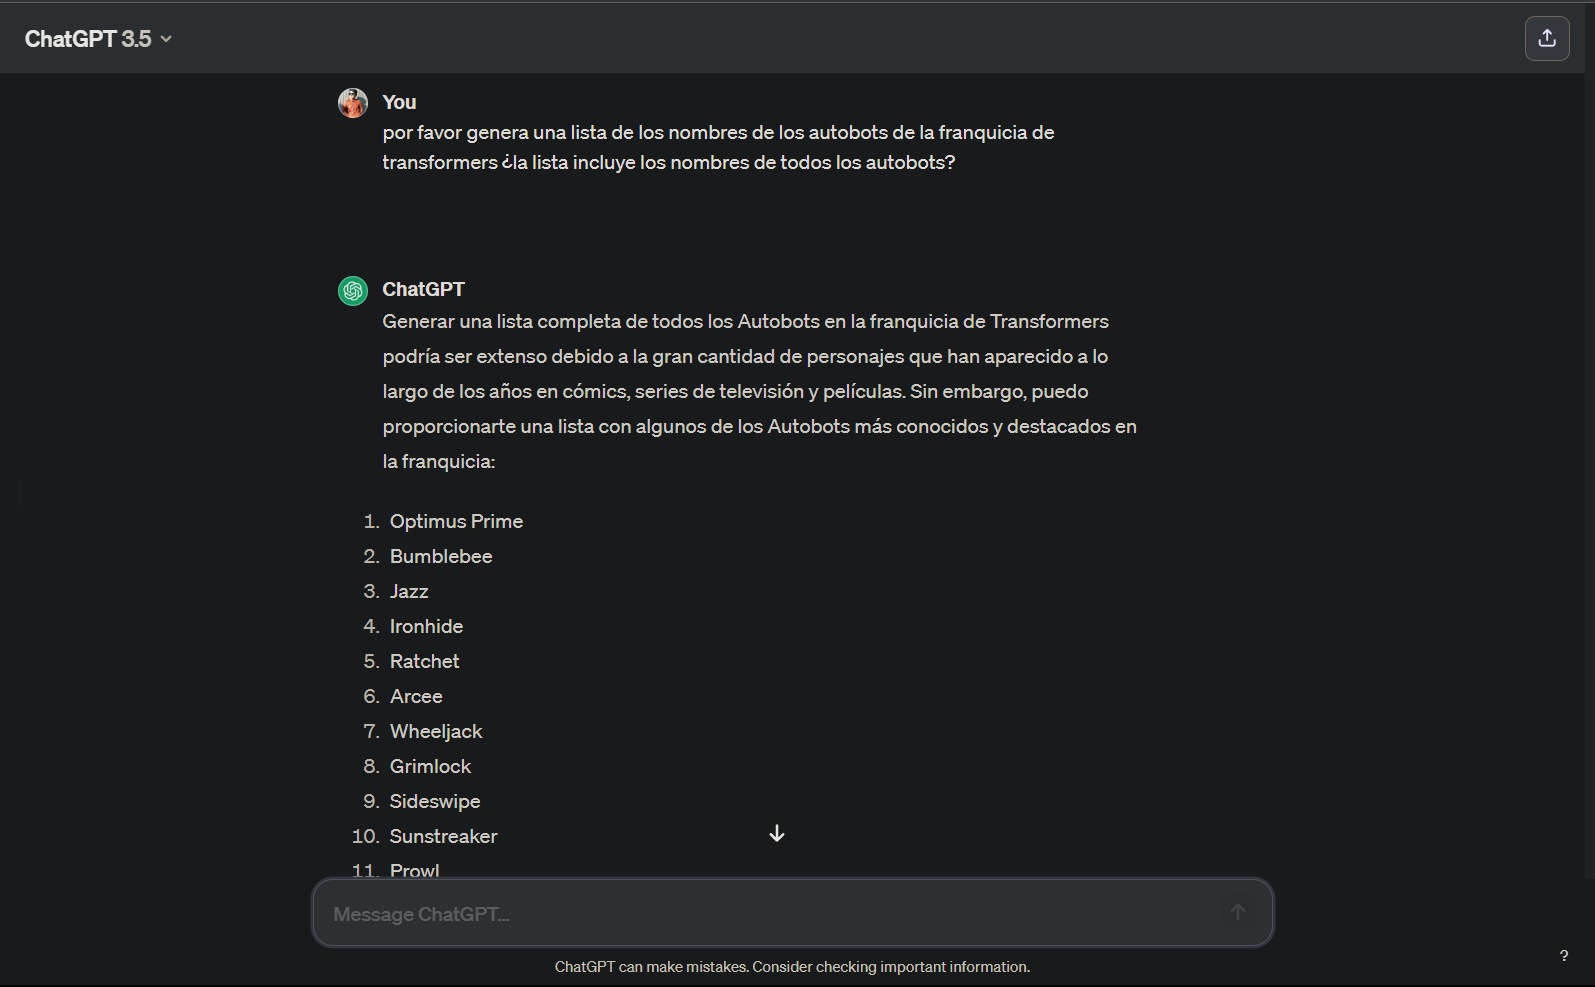 ChatGPT 3.5
You
por favor genera una lista de los nombres de los autobots de la franquicia de
transformers ¿la lista incluye los nombres de todos los autobots?
ChatGPT
Generar una lista completa de todos los Autobots en la franquicia de Transformers
podría ser extenso debido a la gran cantidad de personajes que han aparecido a lo
largo de los años en cómics, series de televisión y películas. Sin embargo, puedo
proporcionarte una lista con algunos de los Autobots más conocidos y destacados en
la franquicia:
1. Optimus Prime
2. Bumblebee
3. Jazz
4. Ironhide
5. Ratchet
6. Arcee
7. Wheeljack
8. Grimlock
9. Sideswipe
10. Sunstreaker
11. Prowl
Message ChatGPT...
ChatGPT can make mistakes. Consider checking important information.
?